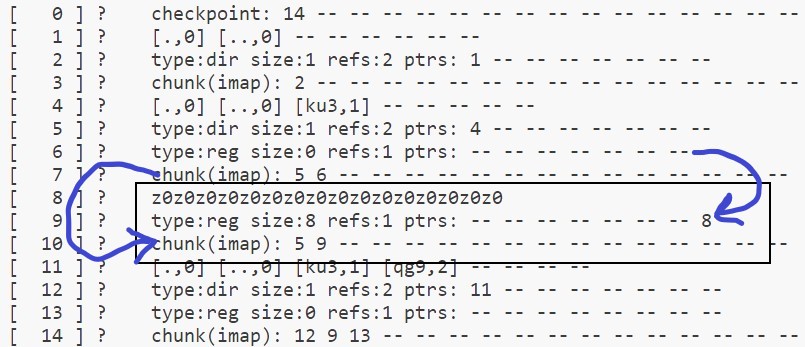 [ 0 ] ? checkpoint: 14 -- -- -- -- -- -- -- -- -- -- -- -- -- -- --
[ 1 ] ? [.,0] [..,0] -- -- -- -- -- --
[ 2 ] ? type:dir size:1 refs:2 ptrs: 1 -- -- -- -- -- -- --
[ 3 ] ? chunk(imap): 2 -- -- -- -- -- -- -- -- -- -- -- -- -- -- --
[ 4 ] ? [.,0] [..,0] [ku3,1] -- -- -- -- --
[ 5 ] ? type:dir size:1 refs:2 ptrs: 4 -- -- -- -- -- -- --
[ 6 ] ? type:reg size:0 refs:1 ptrs: -- -- -- -- -- -- --
[ 7 ] ? chunk(imap): 5 6 -- -- -- -- -- -- -- -- -- -- -- -- -- --
[ 8 ] ? z0z0z0z0z0z0z0z0z0z0z0z0z0z0z0z0
[ 9 ] ? type:reg size:8 refs:1 ptrs: -- -- -- -- -- -- -- 8
[ 10 ] ? chunk(imap): 5 9 -- -- -- -- -- -- -- -- -- -- -- -- -- --
[ 11 ] ? [.,0] [..,0] [ku3,1] [qg9,2] -- -- -- --
[ 12 ] ? type:dir size:1 refs:2 ptrs: 11 -- -- -- -- -- -- --
[ 13 ] ? type:reg size:0 refs:1 ptrs: -- -- -- -- -- -- -- --
[ 14 ] ? chunk(imap): 12 9 13 -- -- -- -- -- -- -- -- -- -- -- -- --